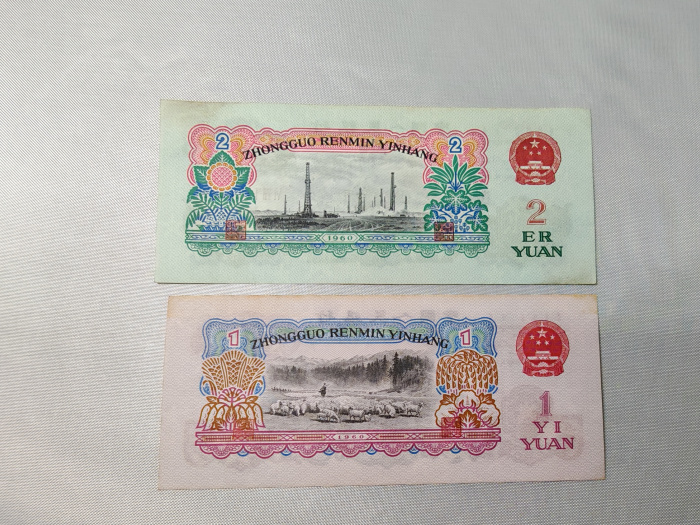 2
ZHONGGUO RENMIN YINHANG
2
1960
2
ER
YUAN
1
ZHONGGUO RENMIN YINHANG
1
1960
1
YI
YUAN